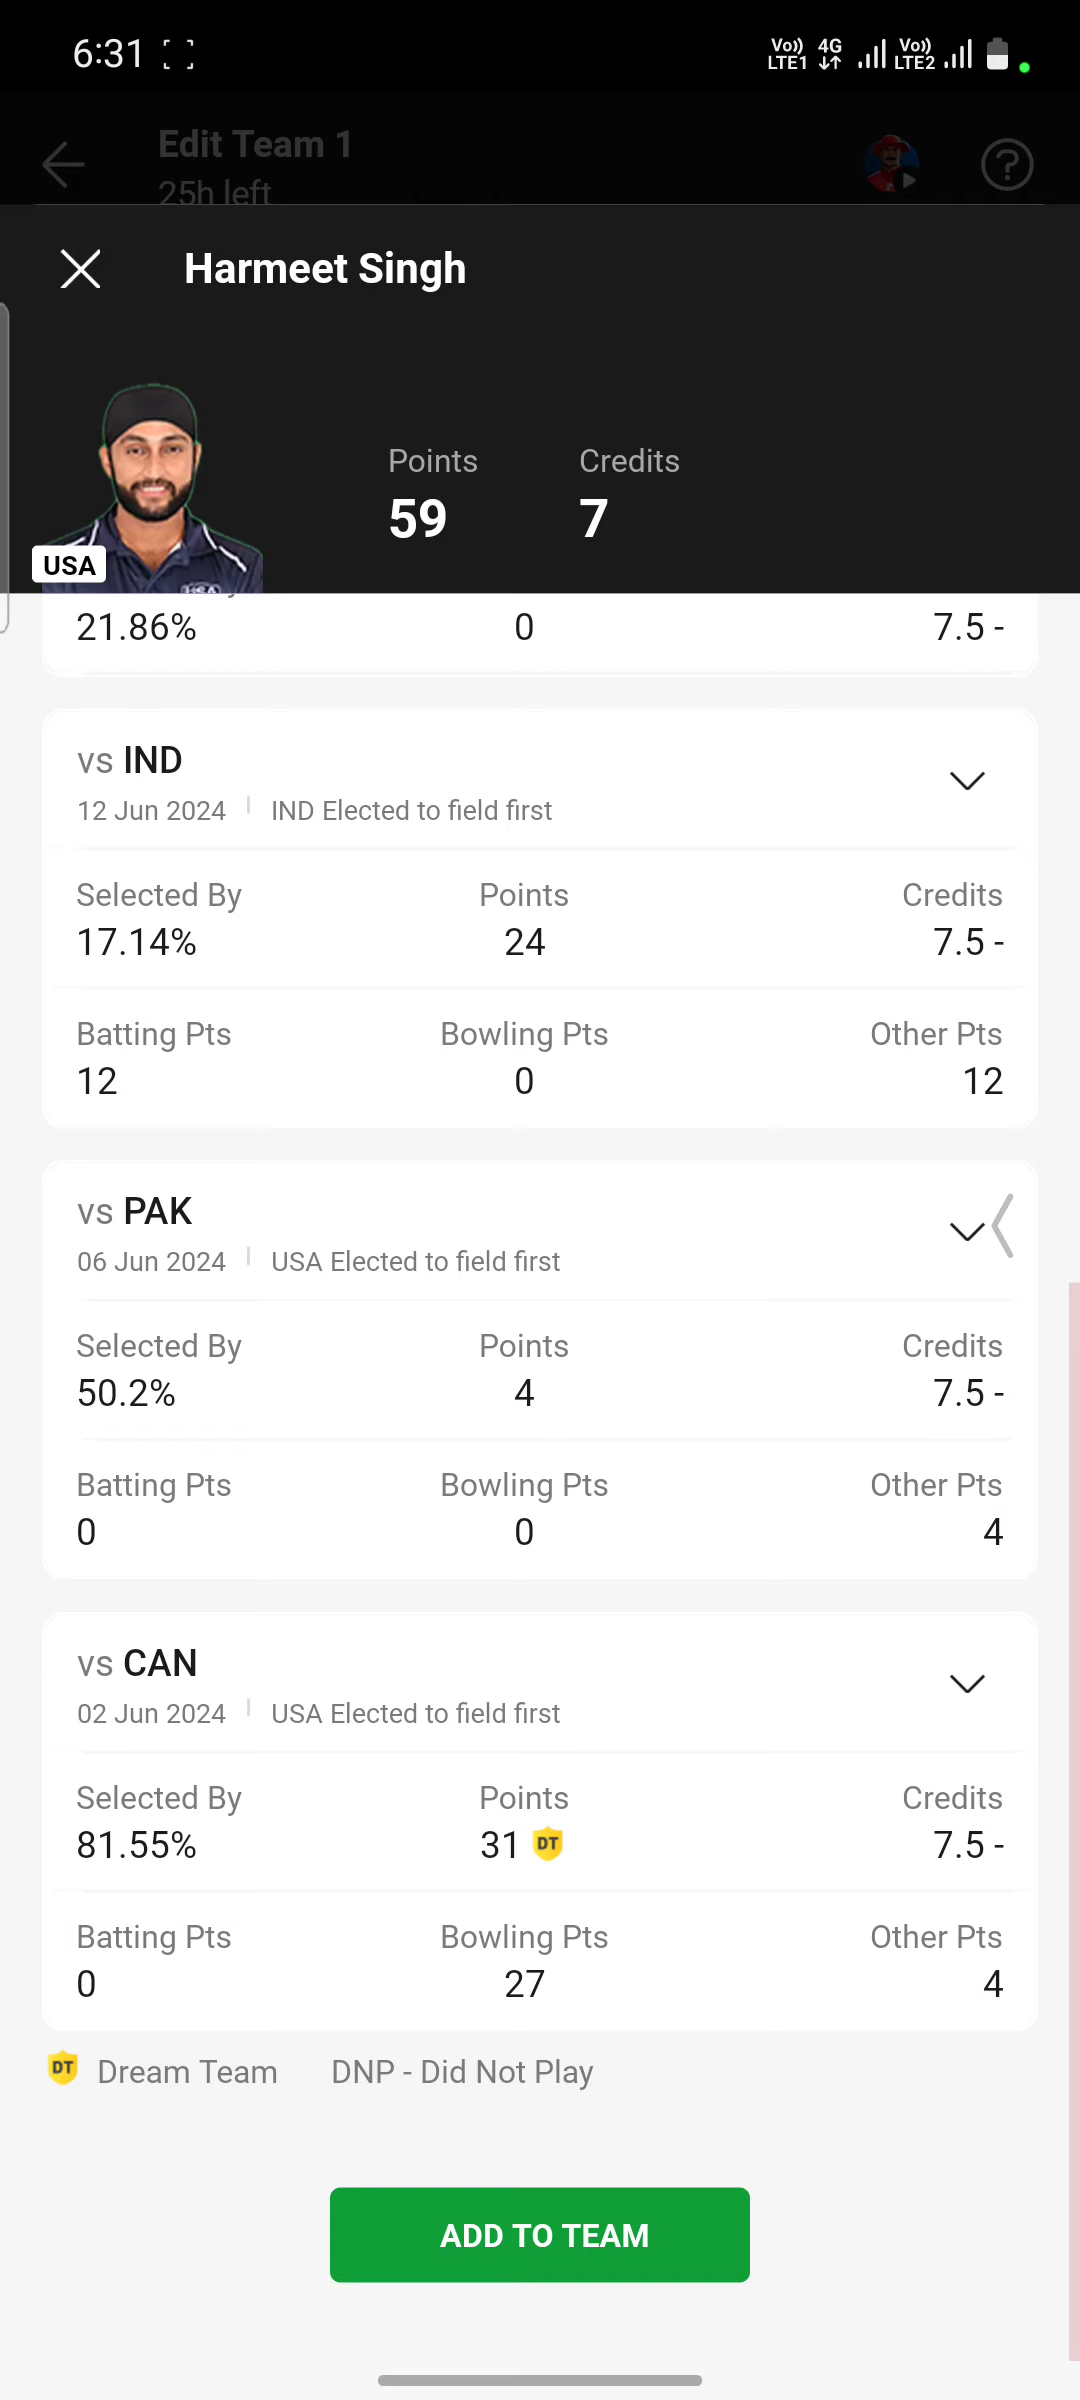 6:31
Vo)) 4G Vo))
LTE1 LTE2
Edit Team 1
25h left
Harmeet Singh
Points Credits
59 7
USA
21.86% 0 7.5 -
vs IND
12 Jun 2024 IND Elected to field first
Selected By Points Credits
17.14% 24 7.5 -
Batting Pts Bowling Pts Other Pts
12 0 12
vs PAK
06 Jun 2024 USA Elected to field first
Selected By Points Credits
50.2% 4 7.5 -
Batting Pts Bowling Pts Other Pts
0 0 4
vs CAN
02 Jun 2024 USA Elected to field first
Selected By Points Credits
81.55% 31 DT 7.5 -
Batting Pts Bowling Pts Other Pts
0 27 4
DT Dream Team DNP - Did Not Play
ADD TO TEAM